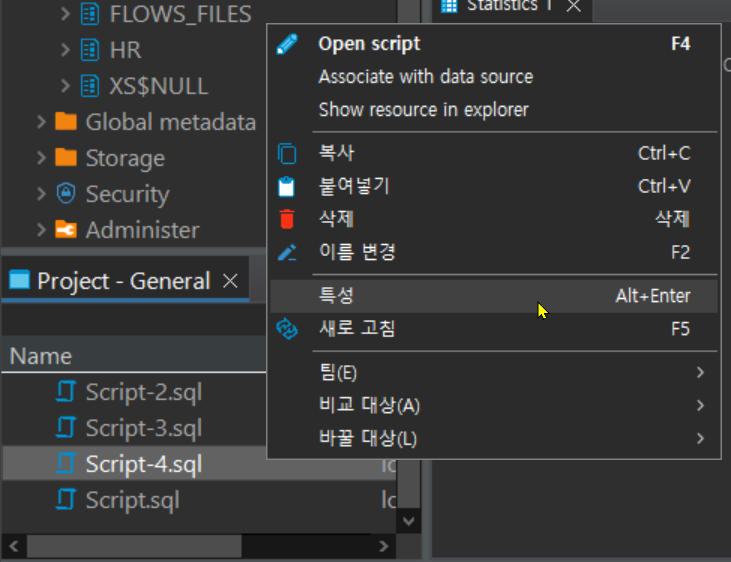 FLOWS_FILES
HR
XS$NULL
Global metadata
Storage
Security
Administer
Project - General
Name
Script-2.sql
Script-3.sql
Script-4.sql
Script.sql
Statistics 1
Open script F4
Associate with data source
Show resource in explorer
복사 Ctrl+C
붙여넣기 Ctrl+V
삭제 삭제
이름 변경 F2
특성 Alt+Enter
새로 고침 F5
팀(E)
비교 대상(A)
바꿀 대상(L)